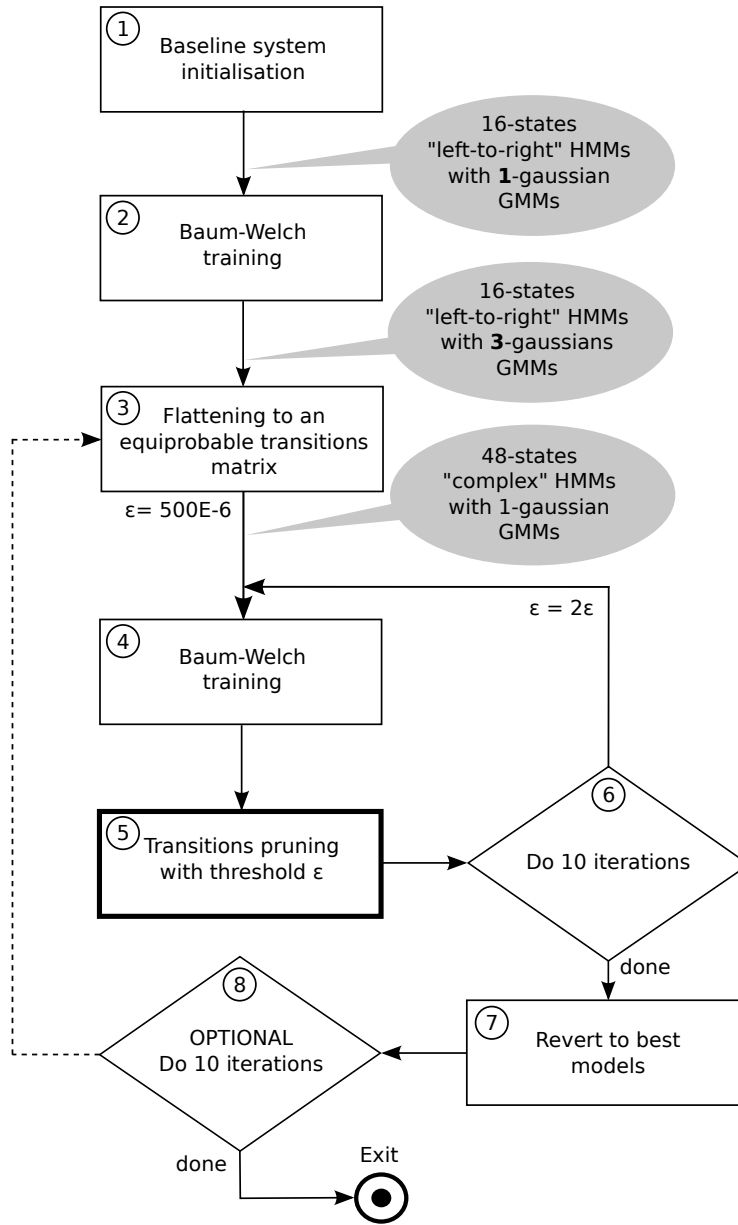 1
Baseline system
initialisation
16-states
"left-to-right" HMMs
with 1-gaussian
GMMs
2
Baum-Welch
training
16-states
"left-to-right" HMMs
with 3-gaussians
GMMs
3
Flattening to an
equiprobable transitions
matrix
48-states
"complex" HMMs
with 1-gaussian
GMMs
ε= 500E-6
ε = 2ε
4
Baum-Welch
training
5
Transitions pruning
with threshold ε
6
Do 10 iterations
done
7
Revert to best
models
8
OPTIONAL
Do 10 iterations
done
Exit